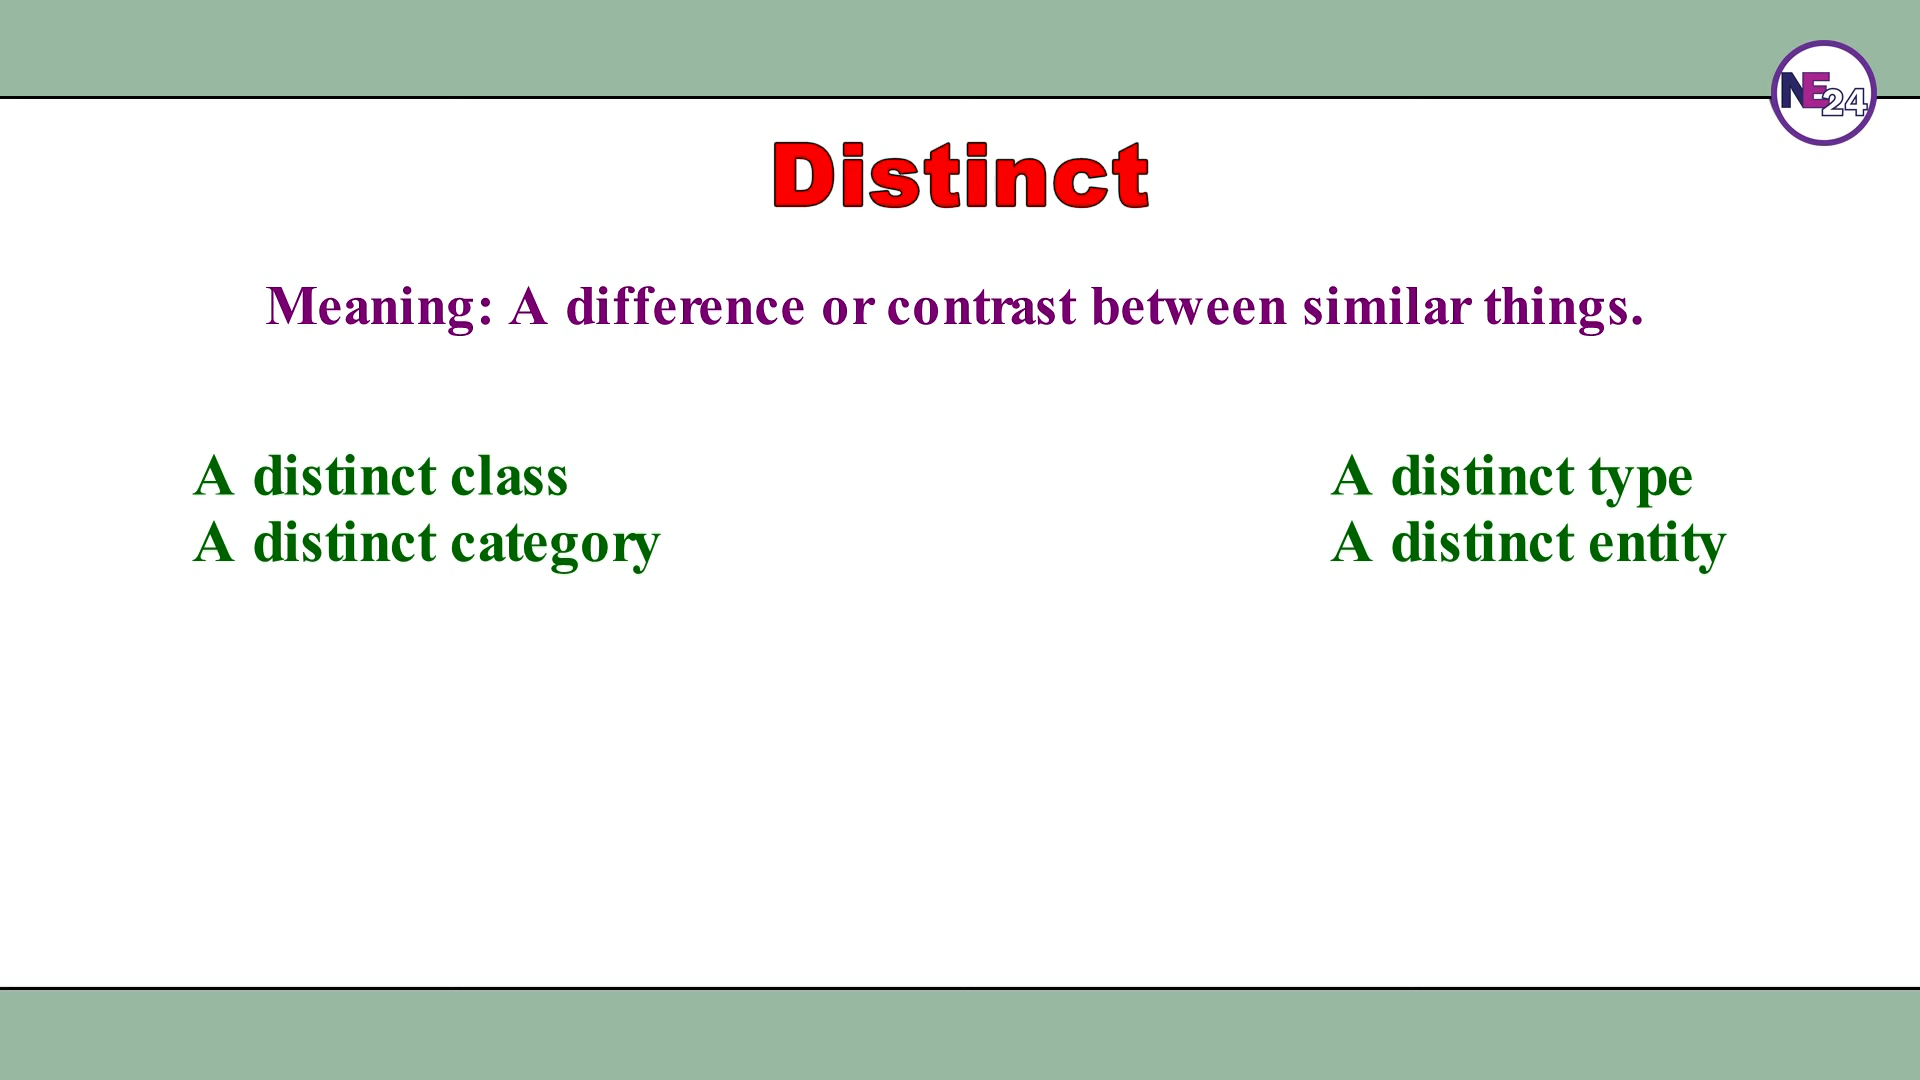 NE24
Distinct
Meaning: A difference or contrast between similar things.
A distinct class
A distinct category
A distinct type
A distinct entity